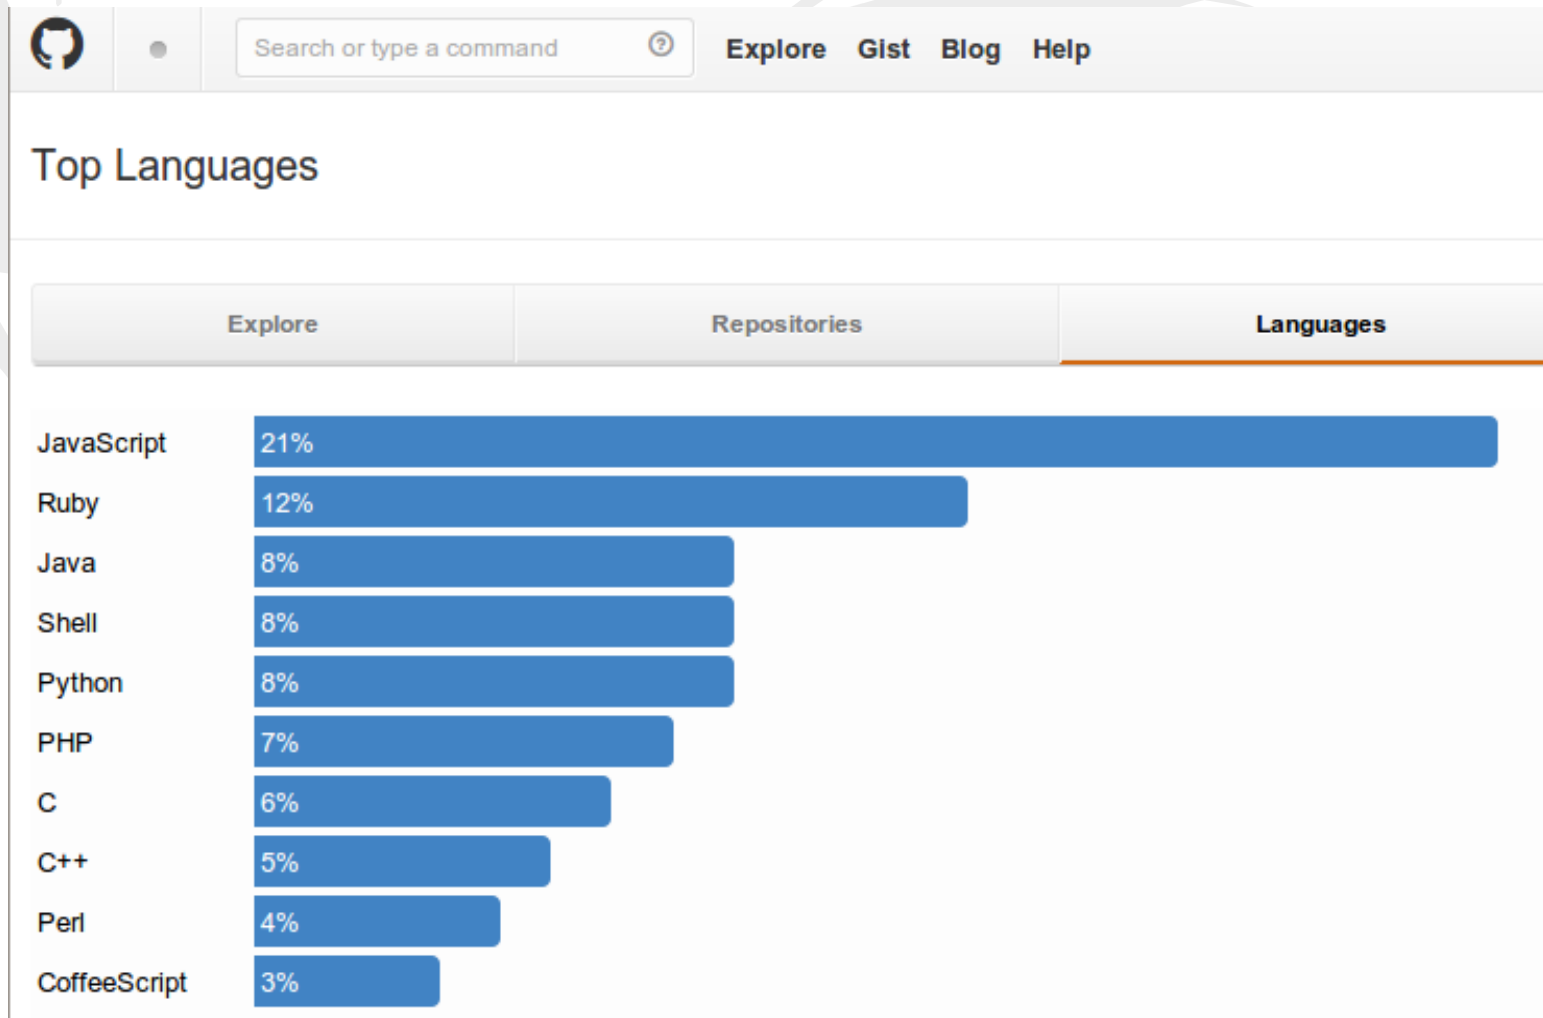 Search or type a command Explore Gist Blog Help
Top Languages
Explore Repositories Languages
JavaScript 21%
Ruby 12%
Java 8%
Shell 8%
Python 8%
PHP 7%
C 6%
C++ 5%
Perl 4%
CoffeeScript 3%